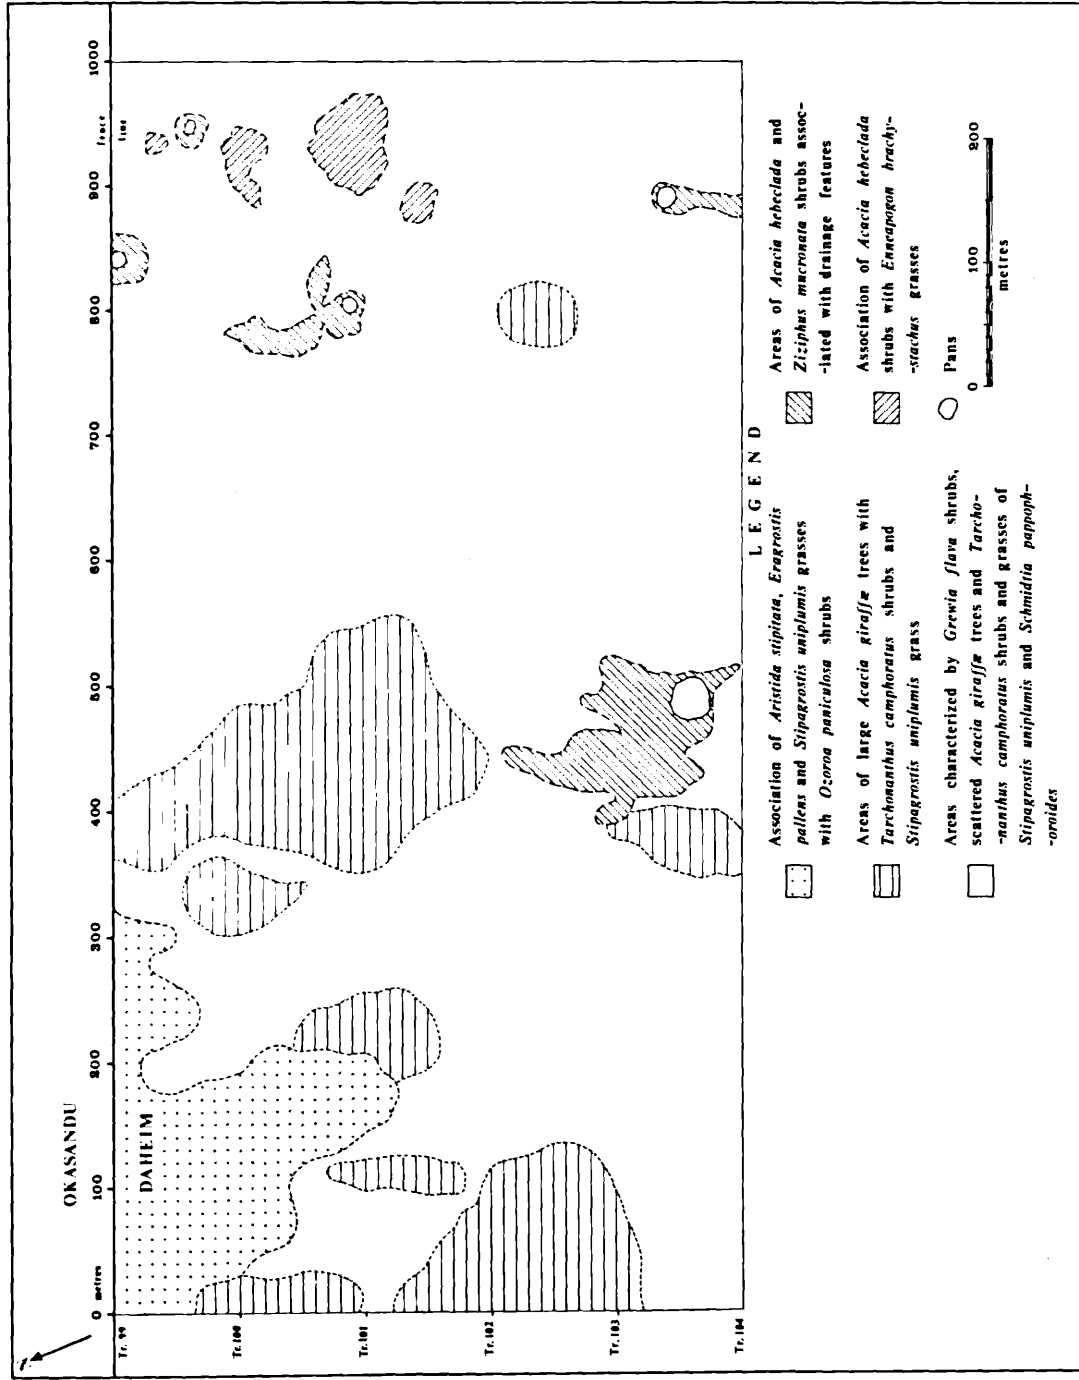 OKASANDU
DAHEIM
0 metres
100
200
300
400
500
600
700
800
900
1000
fence
line
Tr. 99
Tr.100
Tr.101
Tr.102
Tr.103
Tr.104
LEGEND
Association of Aristida stipitata, Eragrostis
pallens and Stipagrostis uniplumis grasses
with Ozoroa paniculosa shrubs
Areas of large Acacia giraffæ trees with
Tarchonanthus camphoratus shrubs and
Stipagrostis uniplumis grass
Areas characterized by Grewia flava shrubs,
scattered Acacia giraffæ trees and Tarcho-
-nanthus camphoratus shrubs and grasses of
Stipagrostis uniplumis and Schmidtia pappoph-
-oroides
Areas of Acacia hebeclada and
Ziziphus mucronata shrubs assoc-
-iated with drainage features
Association of Acacia hebeclada
shrubs with Enneapogon brachy-
-stachus grasses
Pans
0 100 200
metres